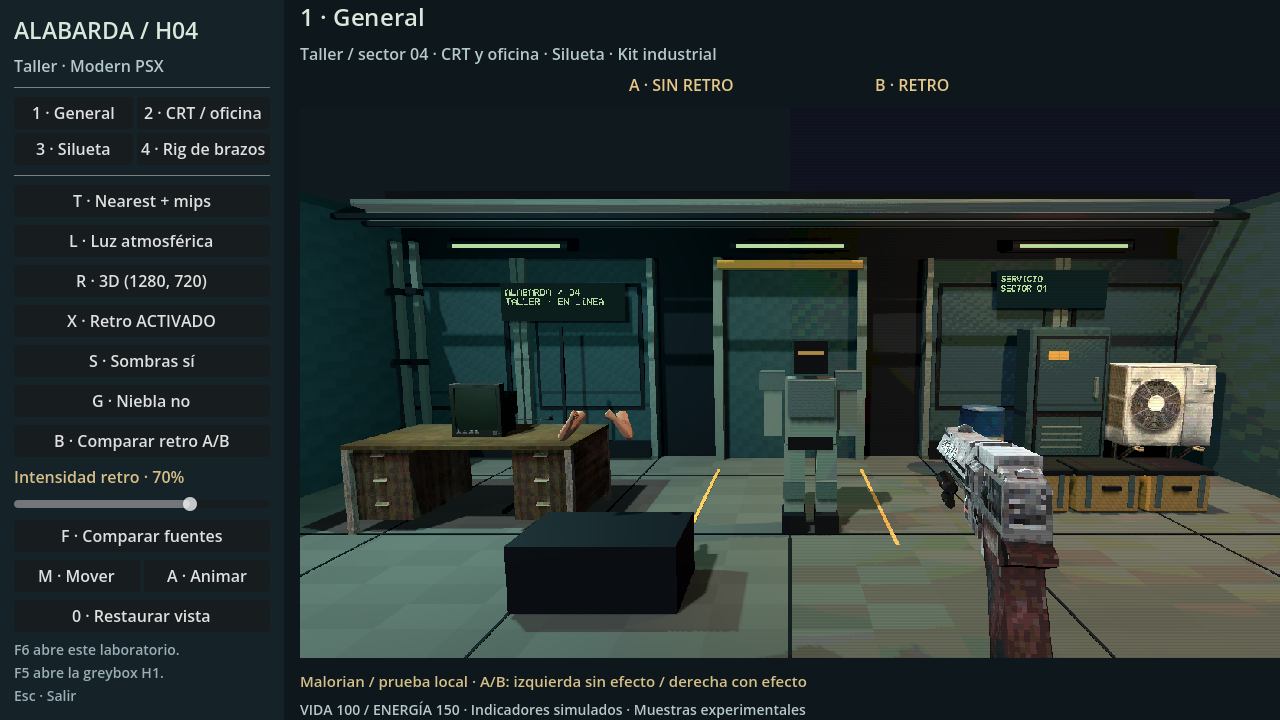 ALABARDA / H04
Taller · Modern PSX
1 · General
2 · CRT / oficina
3 · Silueta
4 · Rig de brazos
T · Nearest + mips
L · Luz atmosférica
R · 3D (1280, 720)
X · Retro ACTIVADO
S · Sombras sí
G · Niebla no
B · Comparar retro A/B
Intensidad retro · 70%
F · Comparar fuentes
M · Mover
A · Animar
0 · Restaurar vista
F6 abre este laboratorio.
F5 abre la greybox H1.
Esc · Salir
1 · General
Taller / sector 04 · CRT y oficina · Silueta · Kit industrial
A · SIN RETRO
B · RETRO
ALABARDA / 04
TALLER · EN LINEA
SERVICIO
SECTOR 01
Malorian / prueba local · A/B: izquierda sin efecto / derecha con efecto
VIDA 100 / ENERGÍA 150 · Indicadores simulados · Muestras experimentales